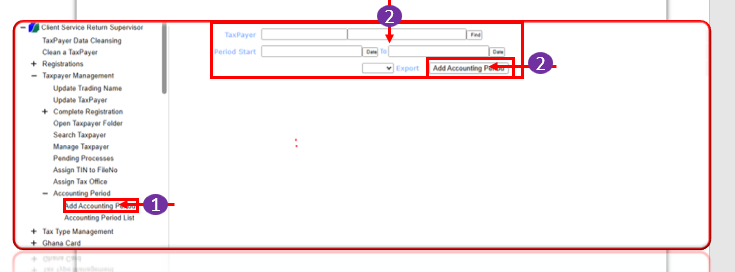 Client Service Return Supervisor
TaxPayer Data Cleansing
Clean a TaxPayer
Registrations
Taxpayer Management
Update Trading Name
Update TaxPayer
Complete Registration
Open Taxpayer Folder
Search Taxpayer
Manage Taxpayer
Pending Processes
Assign TIN to FileNo
Assign Tax Office
Accounting Period
Add Accounting Period 1
Accounting Period List
Tax Type Management
Ghana Card
2
TaxPayer Find
Period Start Date To Date
Export Add Accounting Period 2
: